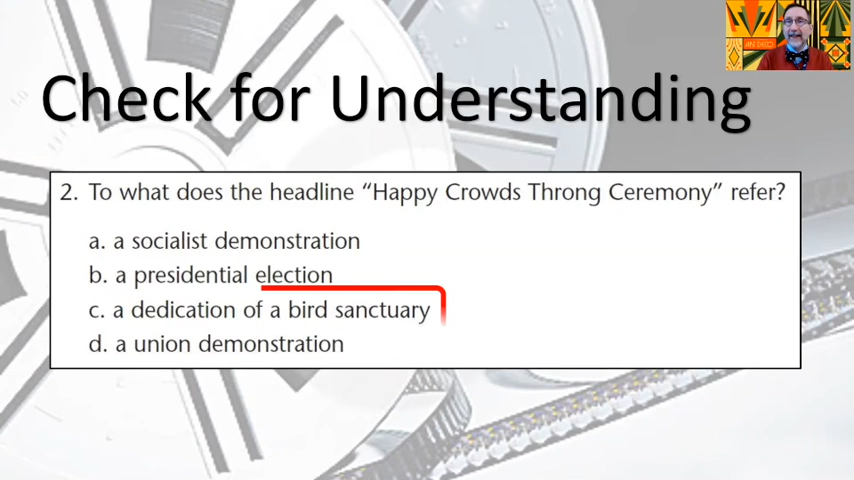 Check for Understanding
2. To what does the headline “Happy Crowds Throng Ceremony” refer?
a. a socialist demonstration
b. a presidential election
c. a dedication of a bird sanctuary
d. a union demonstration